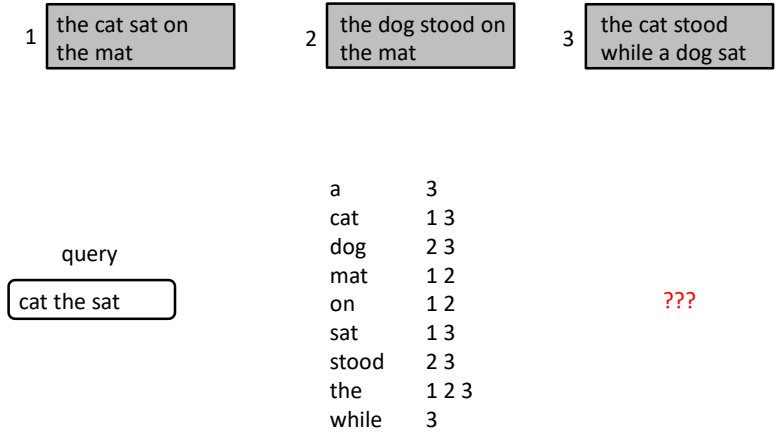 1
the cat sat on
the mat
2
the dog stood on
the mat
3
the cat stood
while a dog sat
query
cat the sat
a 3
cat 1 3
dog 2 3
mat 1 2
on 1 2
sat 1 3
stood 2 3
the 1 2 3
while 3
???